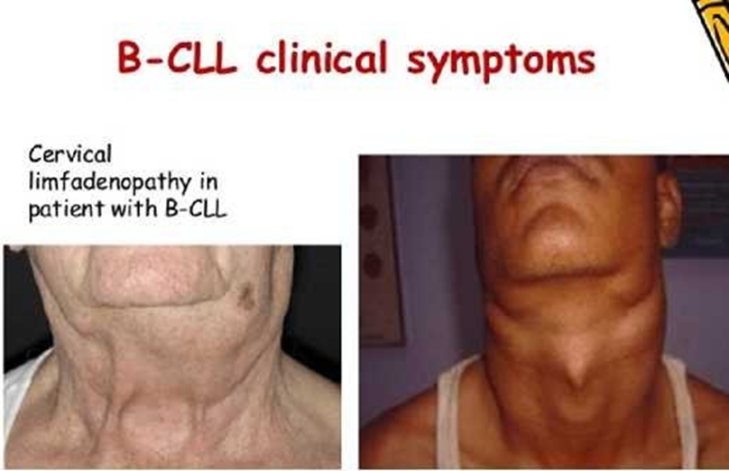 B-CLL clinical symptoms
Cervical
limfadenopathy in
patient with B-CLL